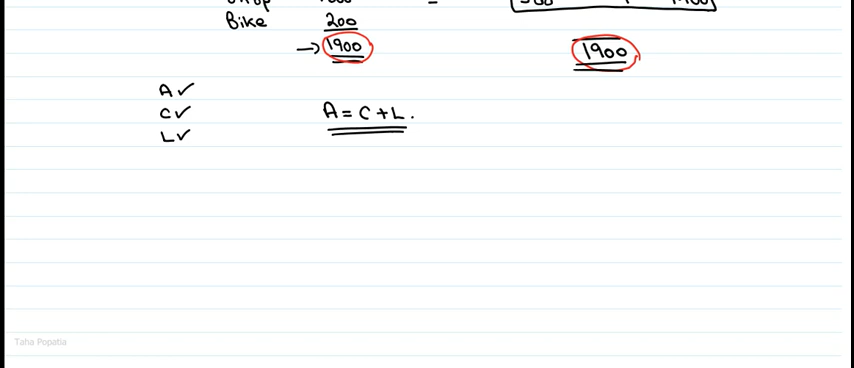 Bike 200
→ 1900 1900
A ✓
C ✓ A = C + L.
L ✓
Taha Popatia